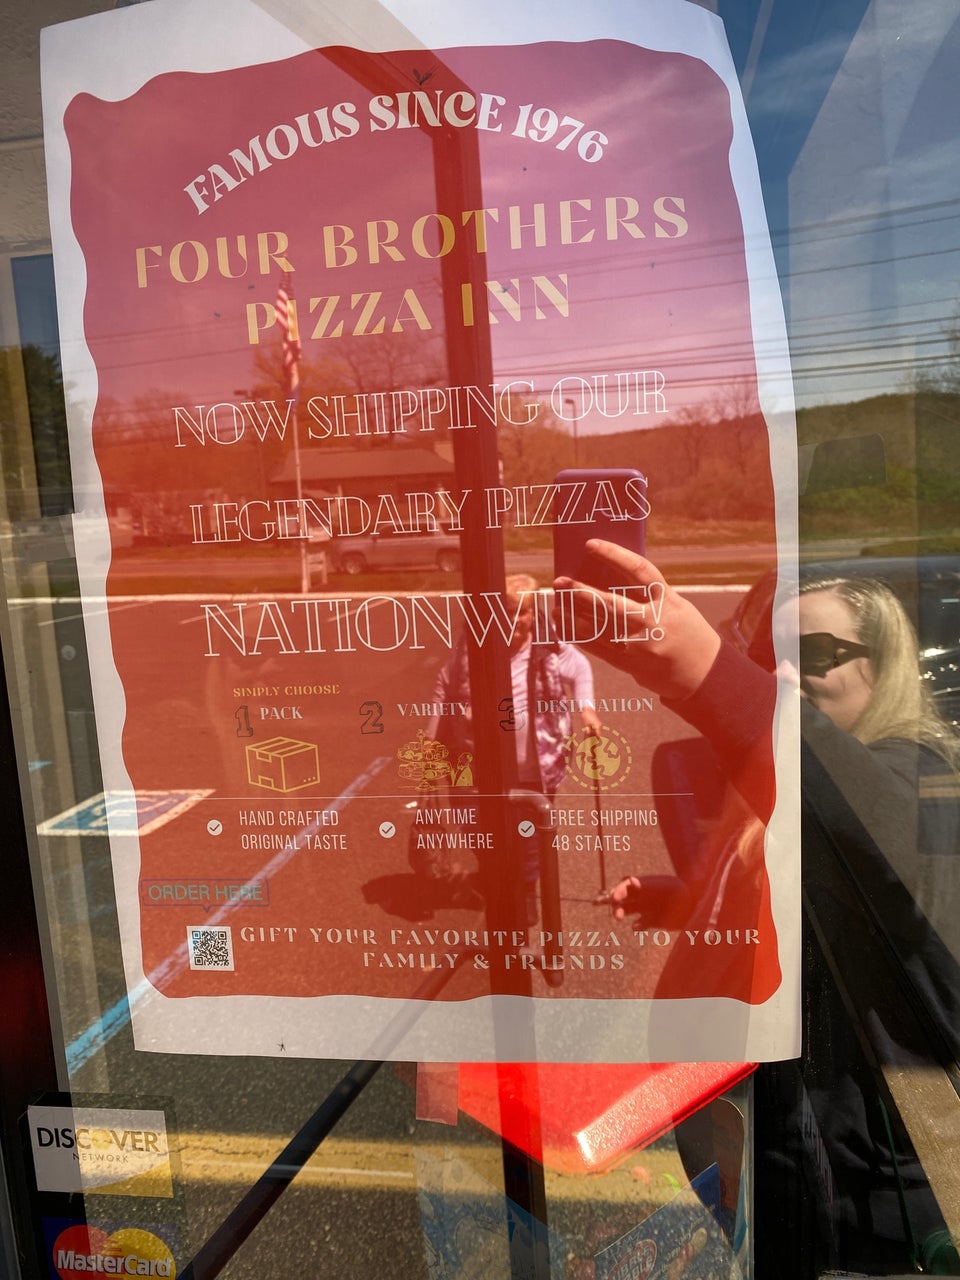 FAMOUS SINCE 1976
FOUR BROTHERS
PIZZA INN
NOW SHIPPING OUR
LEGENDARY PIZZAS
NATIONWIDE!
SIMPLY CHOOSE
1 PACK
2 VARIETY
3 DESTINATION
HAND CRAFTED
ORIGINAL TASTE
ANYTIME
ANYWHERE
FREE SHIPPING
48 STATES
ORDER HERE
GIFT YOUR FAVORITE PIZZA TO YOUR
FAMILY & FRIENDS
DISCOVER
NETWORK
MasterCard